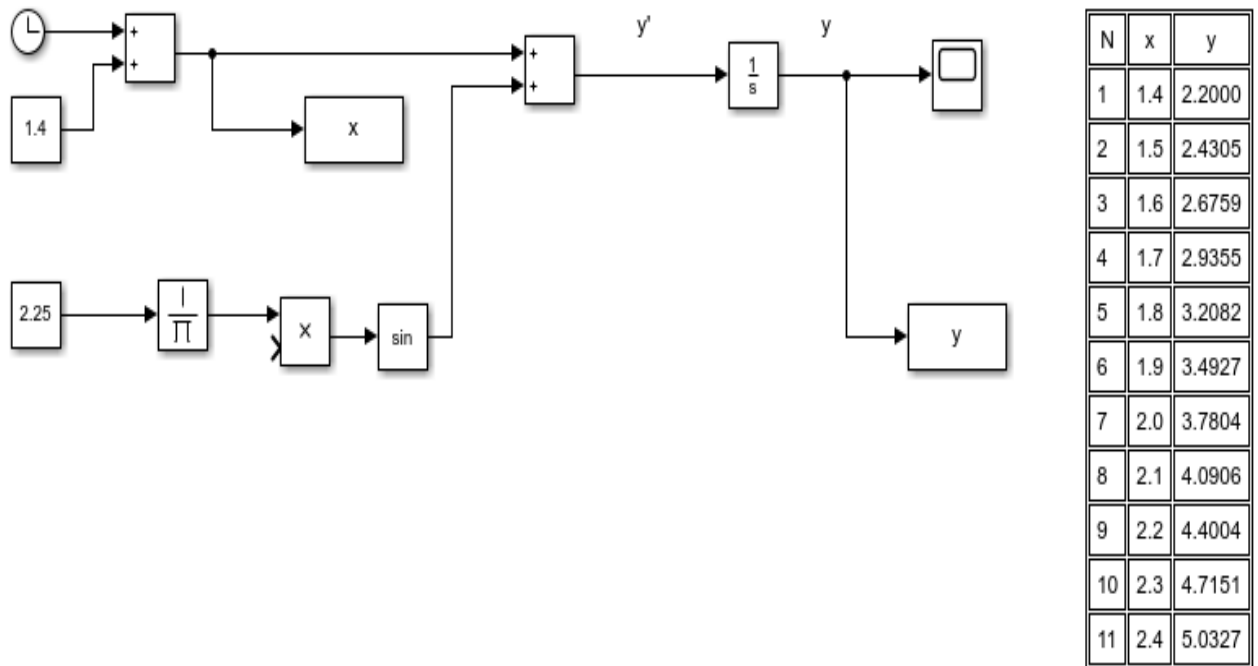 +
+
1.4
x
+
+
y'
1
s
y
2.25
1
Π
x
sin
y
N x y
1 1.4 2.2000
2 1.5 2.4305
3 1.6 2.6759
4 1.7 2.9355
5 1.8 3.2082
6 1.9 3.4927
7 2.0 3.7804
8 2.1 4.0906
9 2.2 4.4004
10 2.3 4.7151
11 2.4 5.0327